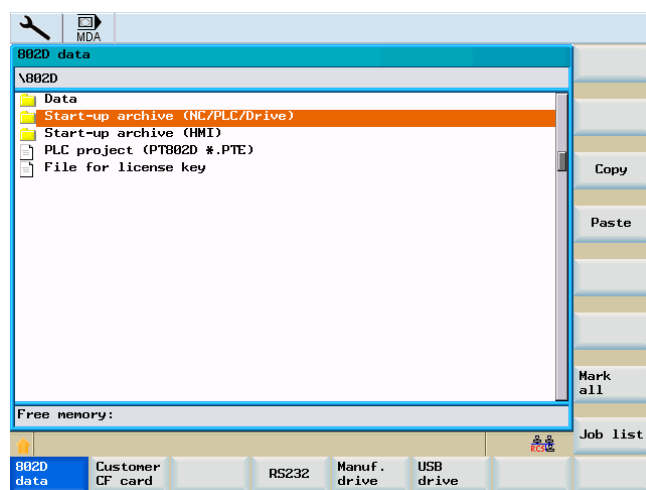 MDA
802D data
\802D
Data
Start-up archive (NC/PLC/Drive)
Start-up archive (HMI)
PLC project (PT802D *.PTE)
File for license key
Copy
Paste
Mark
all
Free memory:
Job list
RCS
802D
data
Customer
CF card
RS232
Manuf.
drive
USB
drive